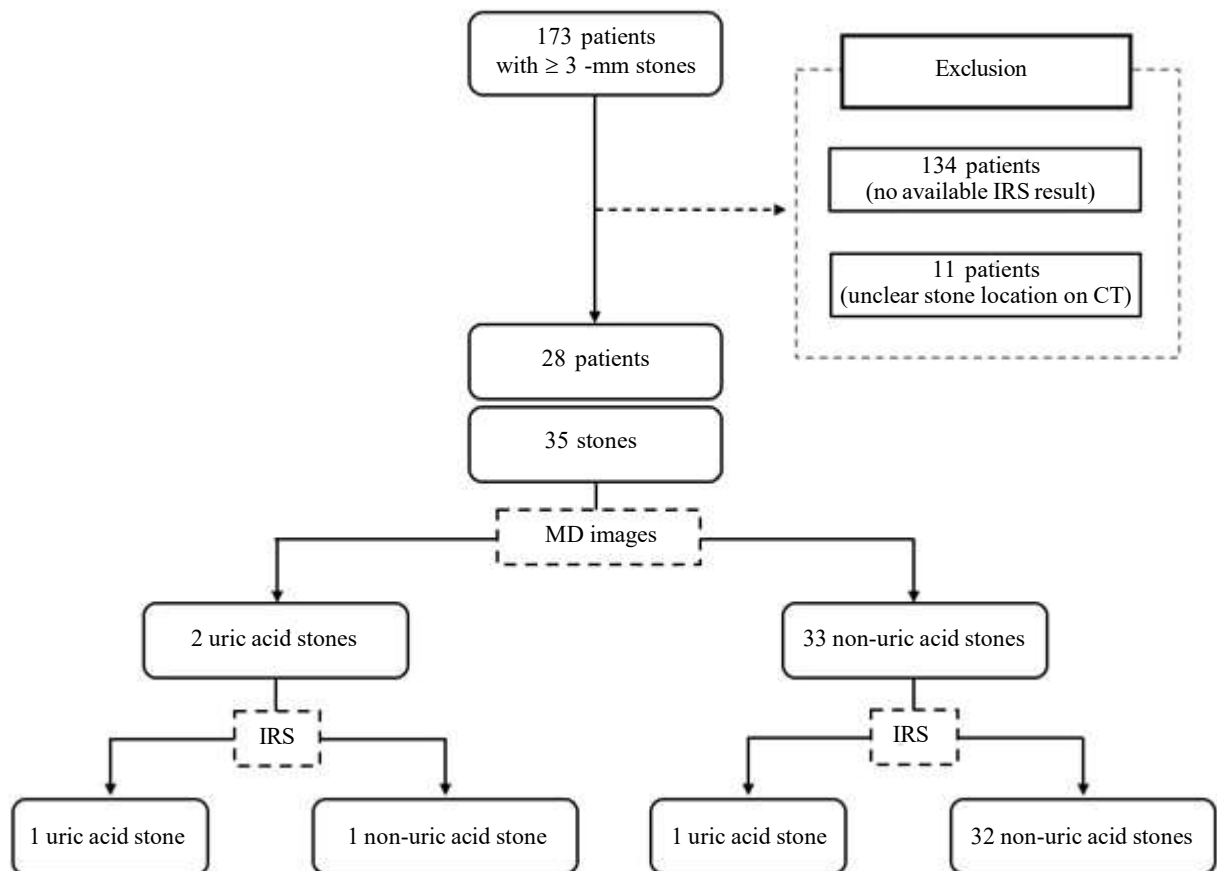 173 patients
with ≥ 3 -mm stones
Exclusion
134 patients
(no available IRS result)
11 patients
(unclear stone location on CT)
28 patients
35 stones
MD images
2 uric acid stones
33 non-uric acid stones
IRS
IRS
1 uric acid stone
1 non-uric acid stone
1 uric acid stone
32 non-uric acid stones